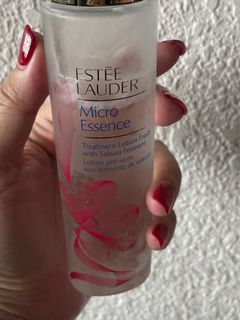 ESTĒE
LAUDER
Micro
Essence
Treatment Lotion Fresh
with Sakura Ferment
Lotion pré-soin
aux ferments de sakura